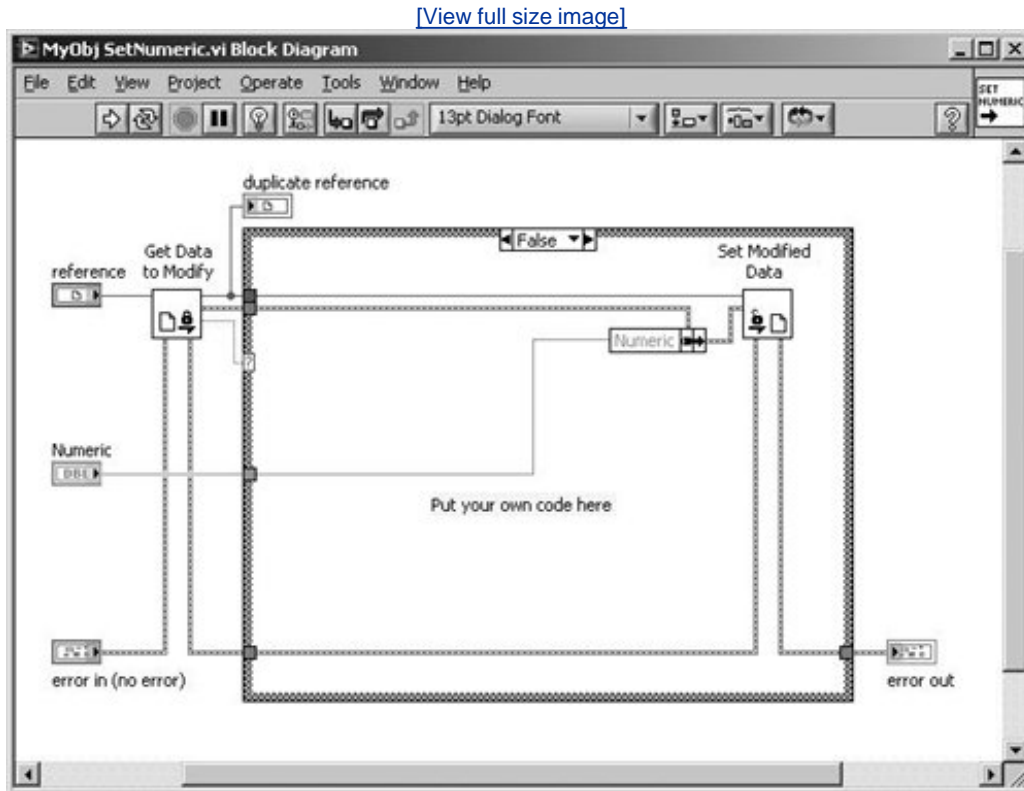 [View full size image]
MyObj SetNumeric.vi Block Diagram
File Edit View Project Operate Tools Window Help
13pt Dialog Font
SET
NUMERIC
duplicate reference
False
Get Data
to Modify
Set Modified
Data
reference
Numeric
Numeric
DBL
Put your own code here
error in (no error)
error out